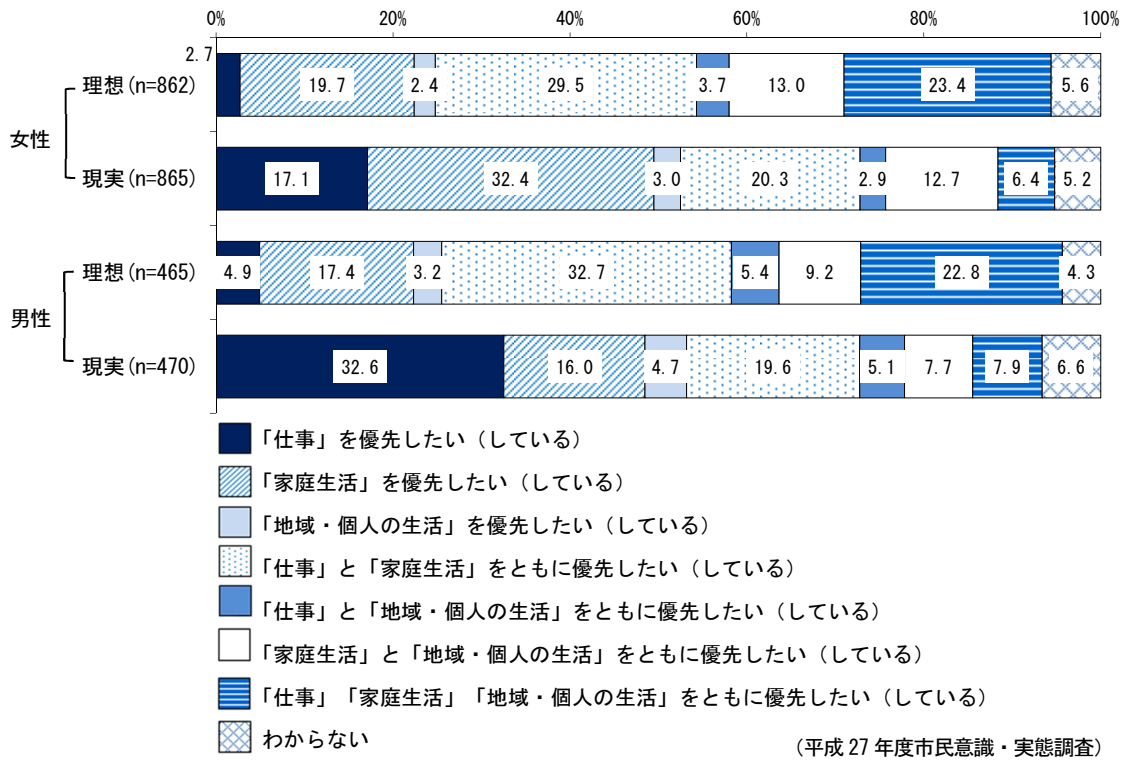 0% 20% 40% 60% 80% 100%
2.7
理想(n=862) 19.7 2.4 29.5 3.7 13.0 23.4 5.6
女性
現実(n=865) 17.1 32.4 3.0 20.3 2.9 12.7 6.4 5.2
理想(n=465) 4.9 17.4 3.2 32.7 5.4 9.2 22.8 4.3
男性
現実(n=470) 32.6 16.0 4.7 19.6 5.1 7.7 7.9 6.6
「仕事」を優先したい（している）
「家庭生活」を優先したい（している）
「地域・個人の生活」を優先したい（している）
「仕事」と「家庭生活」をともに優先したい（している）
「仕事」と「地域・個人の生活」をともに優先したい（している）
「家庭生活」と「地域・個人の生活」をともに優先したい（している）
「仕事」「家庭生活」「地域・個人の生活」をともに優先したい（している）
わからない
（平成27年度市民意識・実態調査）